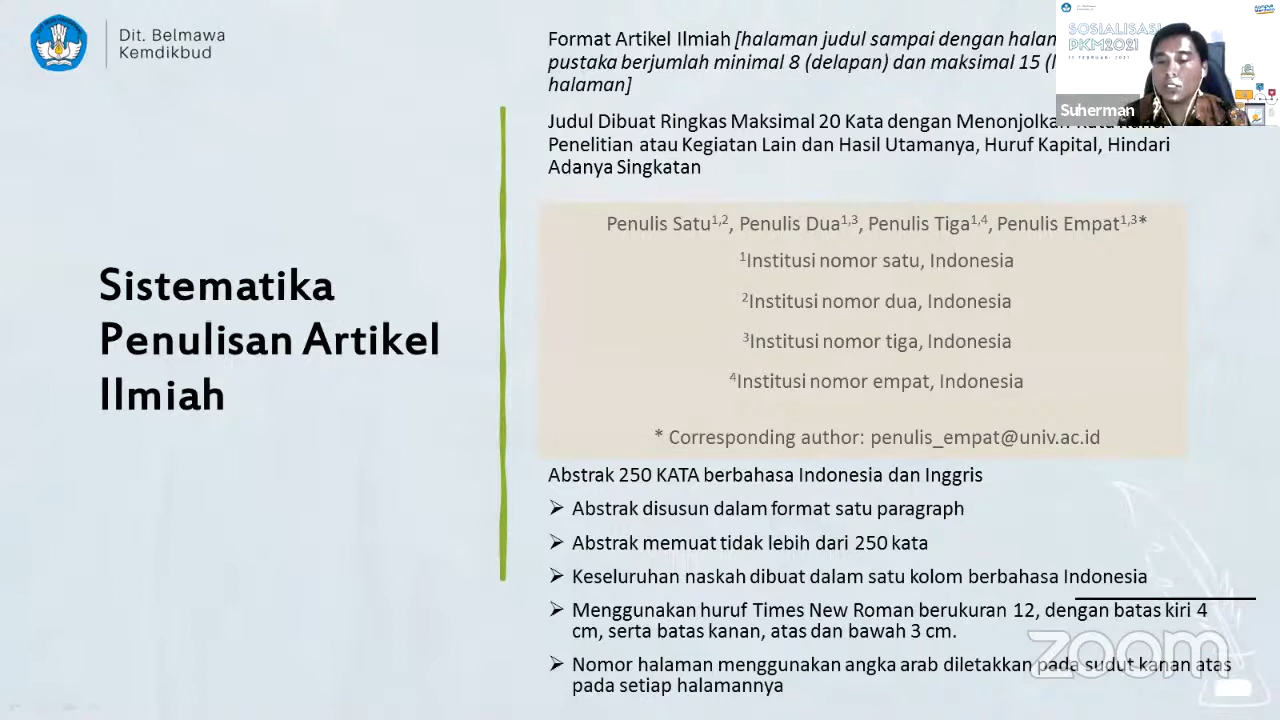 Dit. Belmawa
Kemdikbud
Sistematika
Penulisan Artikel
Ilmiah
Format Artikel Ilmiah [halaman judul sampai dengan
pustaka berjumlah minimal 8 (delapan) dan maksimal 15
halaman]
Judul Dibuat Ringkas Maksimal 20 Kata dengan Menonjolkan
Penelitian atau Kegiatan Lain dan Hasil Utamanya, Huruf Kapital, Hindari
Adanya Singkatan
Penulis Satu1,2, Penulis Dua1,3, Penulis Tiga1,4, Penulis Empat1,3*
1Institusi nomor satu, Indonesia
2Institusi nomor dua, Indonesia
3Institusi nomor tiga, Indonesia
4Institusi nomor empat, Indonesia
* Corresponding author: penulis_empat@univ.ac.id
Abstrak 250 KATA berbahasa Indonesia dan Inggris
➢ Abstrak disusun dalam format satu paragraph
➢ Abstrak memuat tidak lebih dari 250 kata
➢ Keseluruhan naskah dibuat dalam satu kolom berbahasa Indonesia
➢ Menggunakan huruf Times New Roman berukuran 12, dengan batas kiri 4
cm, serta batas kanan, atas dan bawah 3 cm.
➢ Nomor halaman menggunakan angka arab diletakkan pada sudut kanan atas
pada setiap halamannya
SOSIALISASI
PKM2021
Suherman
zoom